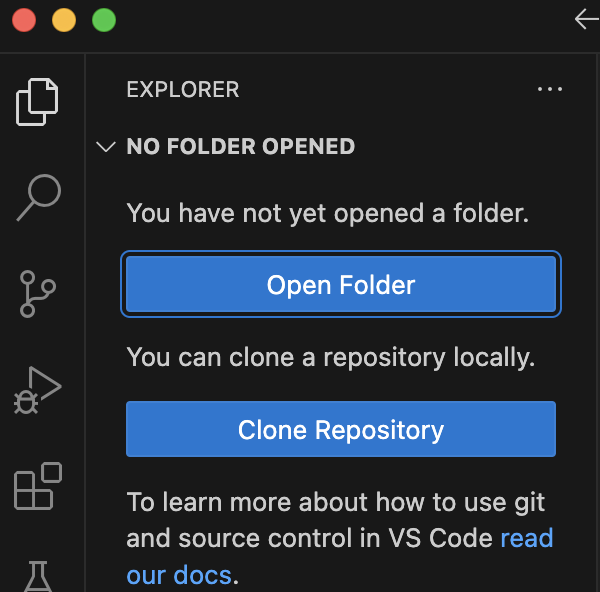 EXPLORER
NO FOLDER OPENED
You have not yet opened a folder.
Open Folder
You can clone a repository locally.
Clone Repository
To learn more about how to use git
and source control in VS Code read
our docs.